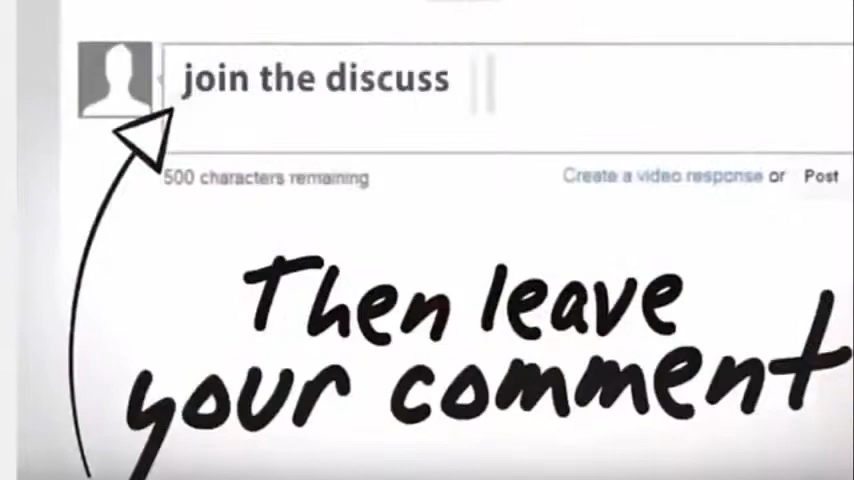 join the discuss
500 characters remaining
Create a video response or Post
Then leave
your comment